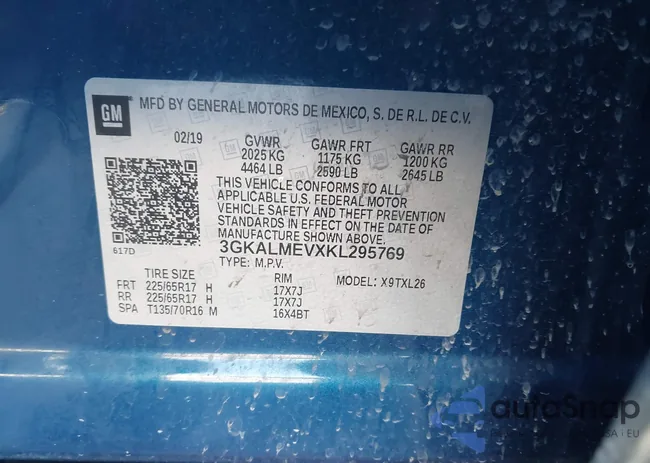 GM
MFD BY GENERAL MOTORS DE MEXICO, S. DE R.L. DE C.V.
02/19 GVWR GAWR FRT GAWR RR
2025 KG 1175 KG 1200 KG
4464 LB 2590 LB 2645 LB
THIS VEHICLE CONFORMS TO ALL
APPLICABLE U.S. FEDERAL MOTOR
VEHICLE SAFETY AND THEFT PREVENTION
STANDARDS IN EFFECT ON THE DATE OF
MANUFACTURE SHOWN ABOVE.
617D 3GKALMEVXKL295769
TYPE: M.P.V.
TIRE SIZE RIM MODEL: X9TXL26
FRT 225/65R17 H 17X7J
RR 225/65R17 H 17X7J
SPA T135/70R16 M 16X4BT
autoSnap
USA · EU